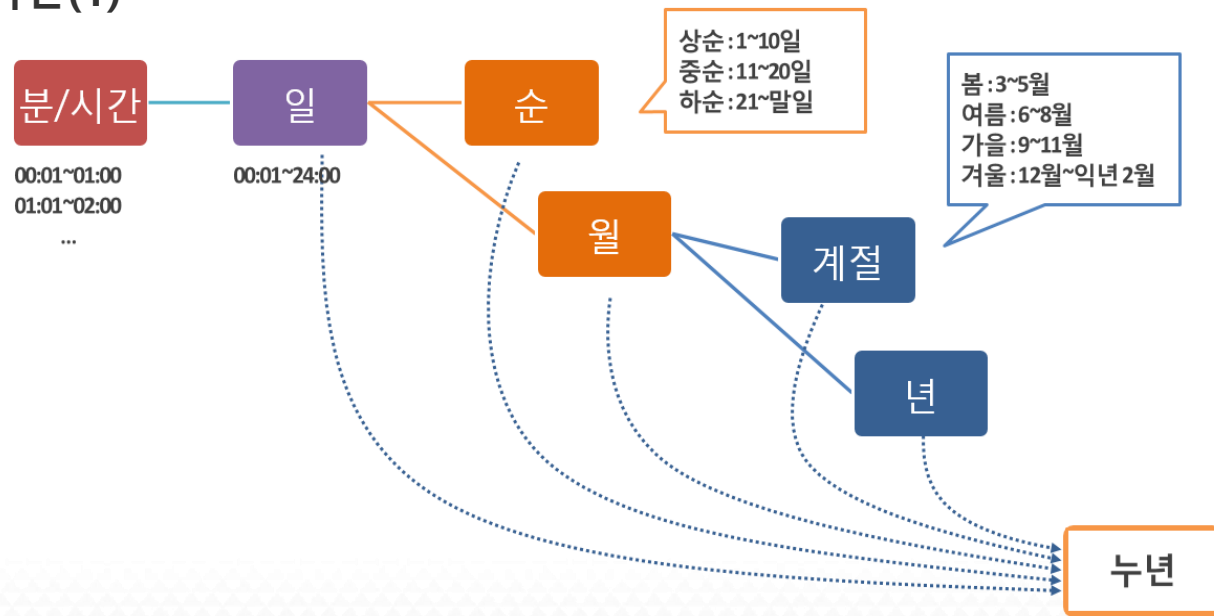 분/시간
일
순
상순:1~10일
중순:11~20일
하순:21~말일
봄:3~5월
여름:6~8월
가을:9~11월
겨울:12월~익년 2월
00:01~01:00
01:01~02:00
...
00:01~24:00
월
계절
년
누년